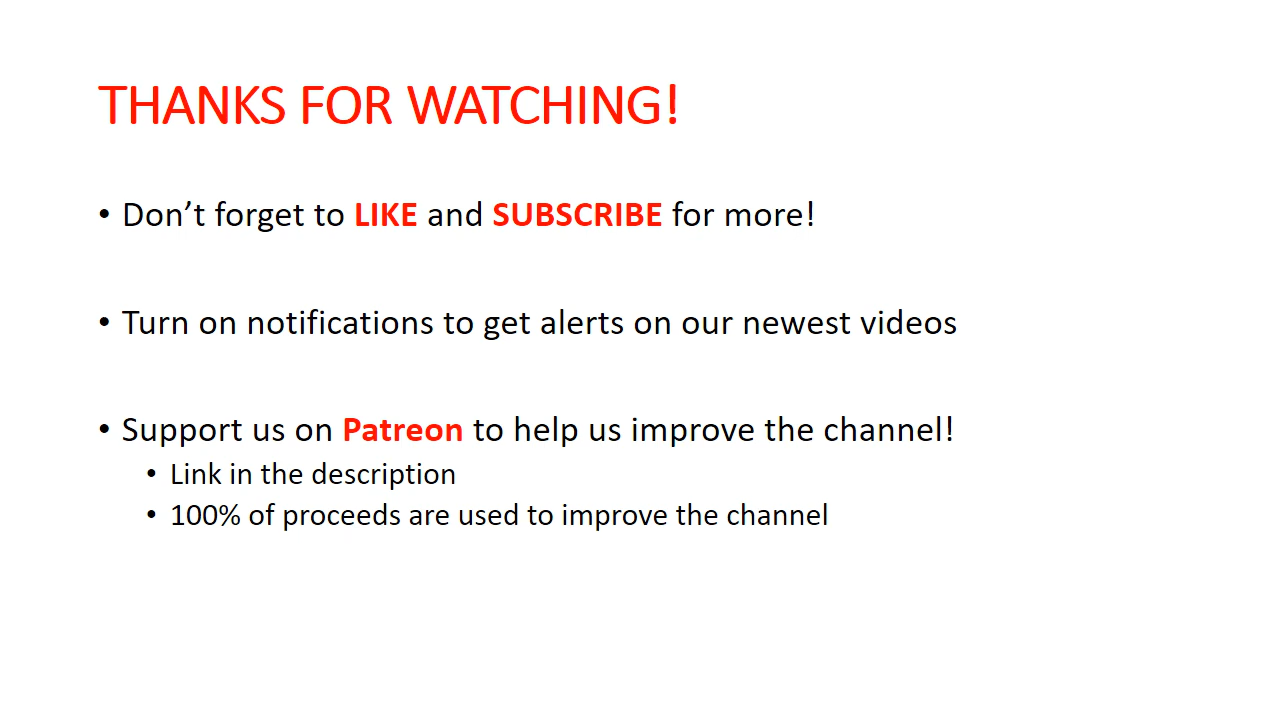 THANKS FOR WATCHING!
• Don’t forget to LIKE and SUBSCRIBE for more!
• Turn on notifications to get alerts on our newest videos
• Support us on Patreon to help us improve the channel!
• Link in the description
• 100% of proceeds are used to improve the channel